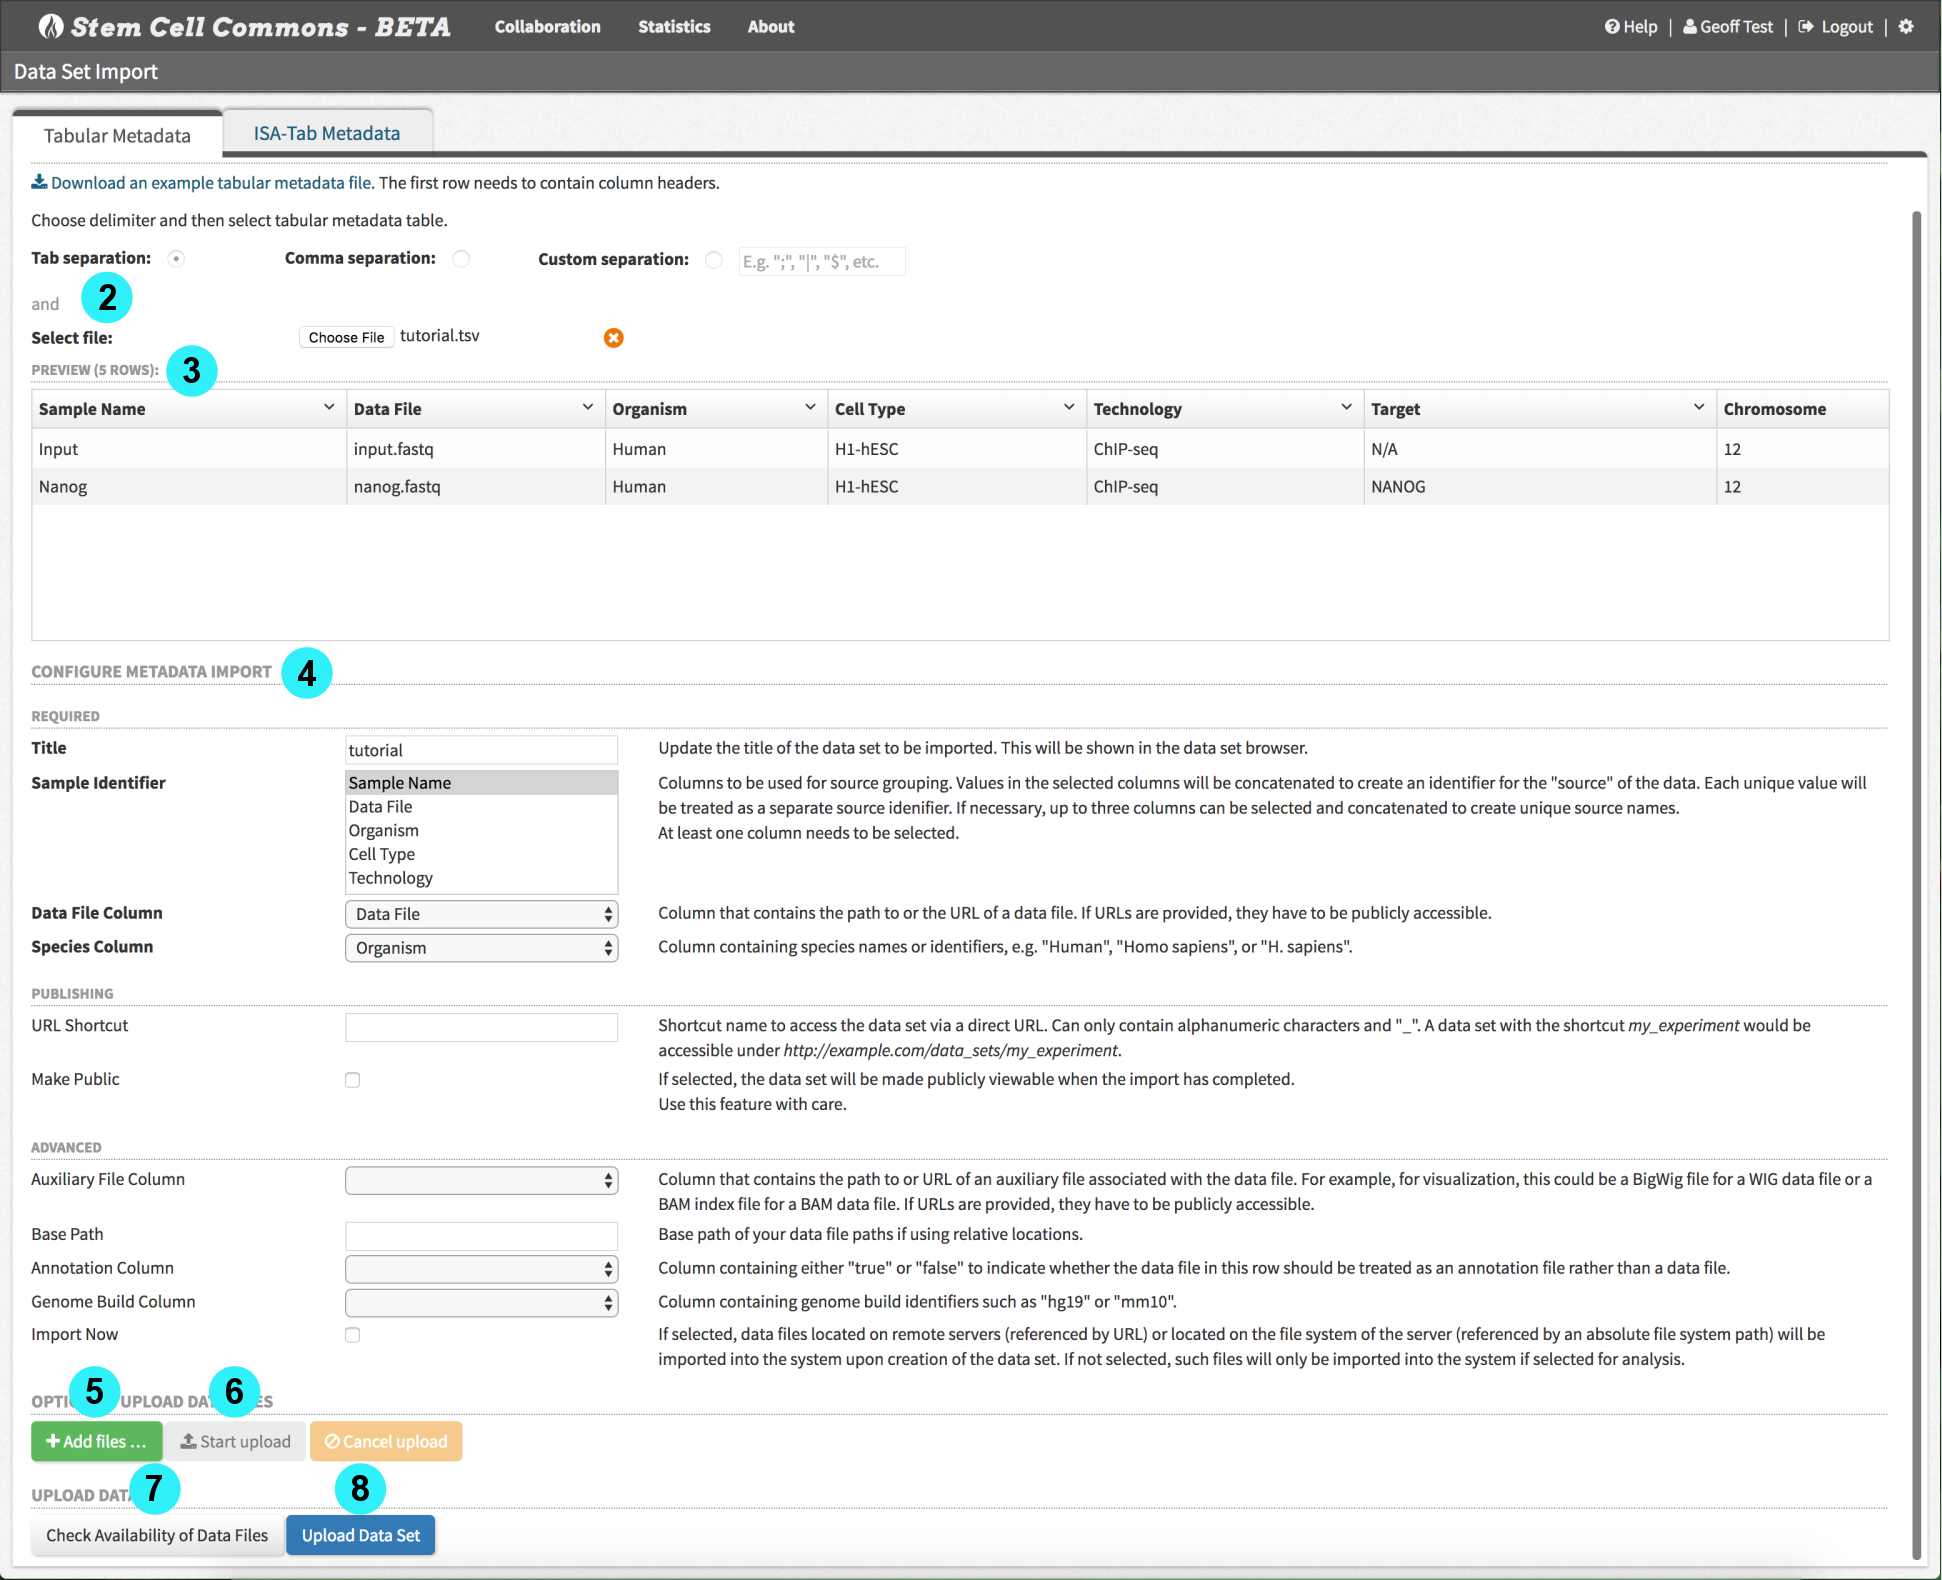 Stem Cell Commons - BETA Collaboration Statistics About Help | Geoff Test | Logout |
Data Set Import
Tabular Metadata ISA-Tab Metadata
Download an example tabular metadata file. The first row needs to contain column headers.
Choose delimiter and then select tabular metadata table.
Tab separation: Comma separation: Custom separation: E.g. ";", "|", "$", etc.
and 2
Select file: Choose File tutorial.tsv
PREVIEW (5 ROWS): 3
Sample Name Data File Organism Cell Type Technology Target Chromosome
Input input.fastq Human H1-hESC ChIP-seq N/A 12
Nanog nanog.fastq Human H1-hESC ChIP-seq NANOG 12
CONFIGURE METADATA IMPORT 4
REQUIRED
Title tutorial Update the title of the data set to be imported. This will be shown in the data set browser.
Sample Identifier Sample Name Columns to be used for source grouping. Values in the selected columns will be concatenated to create an identifier for the "source" of the data. Each unique value will
Data File be treated as a separate source idenifier. If necessary, up to three columns can be selected and concatenated to create unique source names.
Organism At least one column needs to be selected.
Cell Type
Technology
Data File Column Data File Column that contains the path to or the URL of a data file. If URLs are provided, they have to be publicly accessible.
Species Column Organism Column containing species names or identifiers, e.g. "Human", "Homo sapiens", or "H. sapiens".
PUBLISHING
URL Shortcut Shortcut name to access the data set via a direct URL. Can only contain alphanumeric characters and "_". A data set with the shortcut my_experiment would be
accessible under http://example.com/data_sets/my_experiment.
Make Public If selected, the data set will be made publicly viewable when the import has completed.
Use this feature with care.
ADVANCED
Auxiliary File Column Column that contains the path to or URL of an auxiliary file associated with the data file. For example, for visualization, this could be a BigWig file for a WIG data file or a
BAM index file for a BAM data file. If URLs are provided, they have to be publicly accessible.
Base Path Base path of your data file paths if using relative locations.
Annotation Column Column containing either "true" or "false" to indicate whether the data file in this row should be treated as an annotation file rather than a data file.
Genome Build Column Column containing genome build identifiers such as "hg19" or "mm10".
Import Now If selected, data files located on remote servers (referenced by URL) or located on the file system of the server (referenced by an absolute file system path) will be
imported into the system upon creation of the data set. If not selected, such files will only be imported into the system if selected for analysis.
5 UPLOAD 6
Add files ... Start upload Cancel upload
UPLOAD 7 8
Check Availability of Data Files Upload Data Set